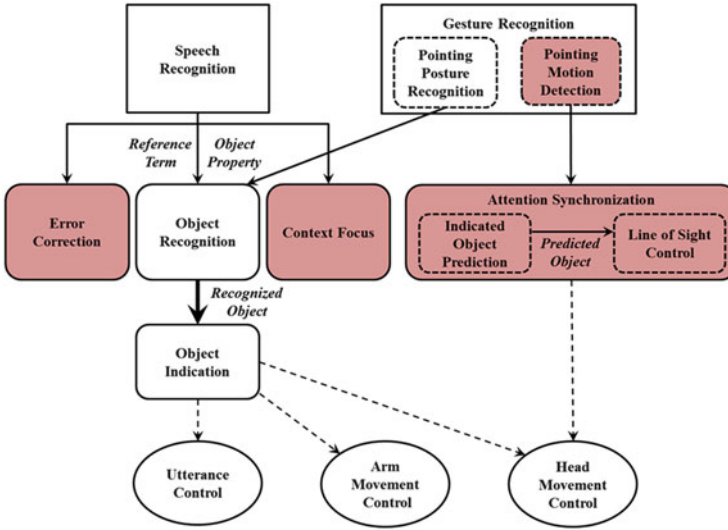 Speech
Recognition
Gesture Recognition
Pointing
Posture
Recognition
Pointing
Motion
Detection
Reference
Term
Object
Property
Error
Correction
Object
Recognition
Context Focus
Attention Synchronization
Indicated
Object
Prediction
Predicted
Object
Line of Sight
Control
Recognized
Object
Object
Indication
Utterance
Control
Arm
Movement
Control
Head
Movement
Control